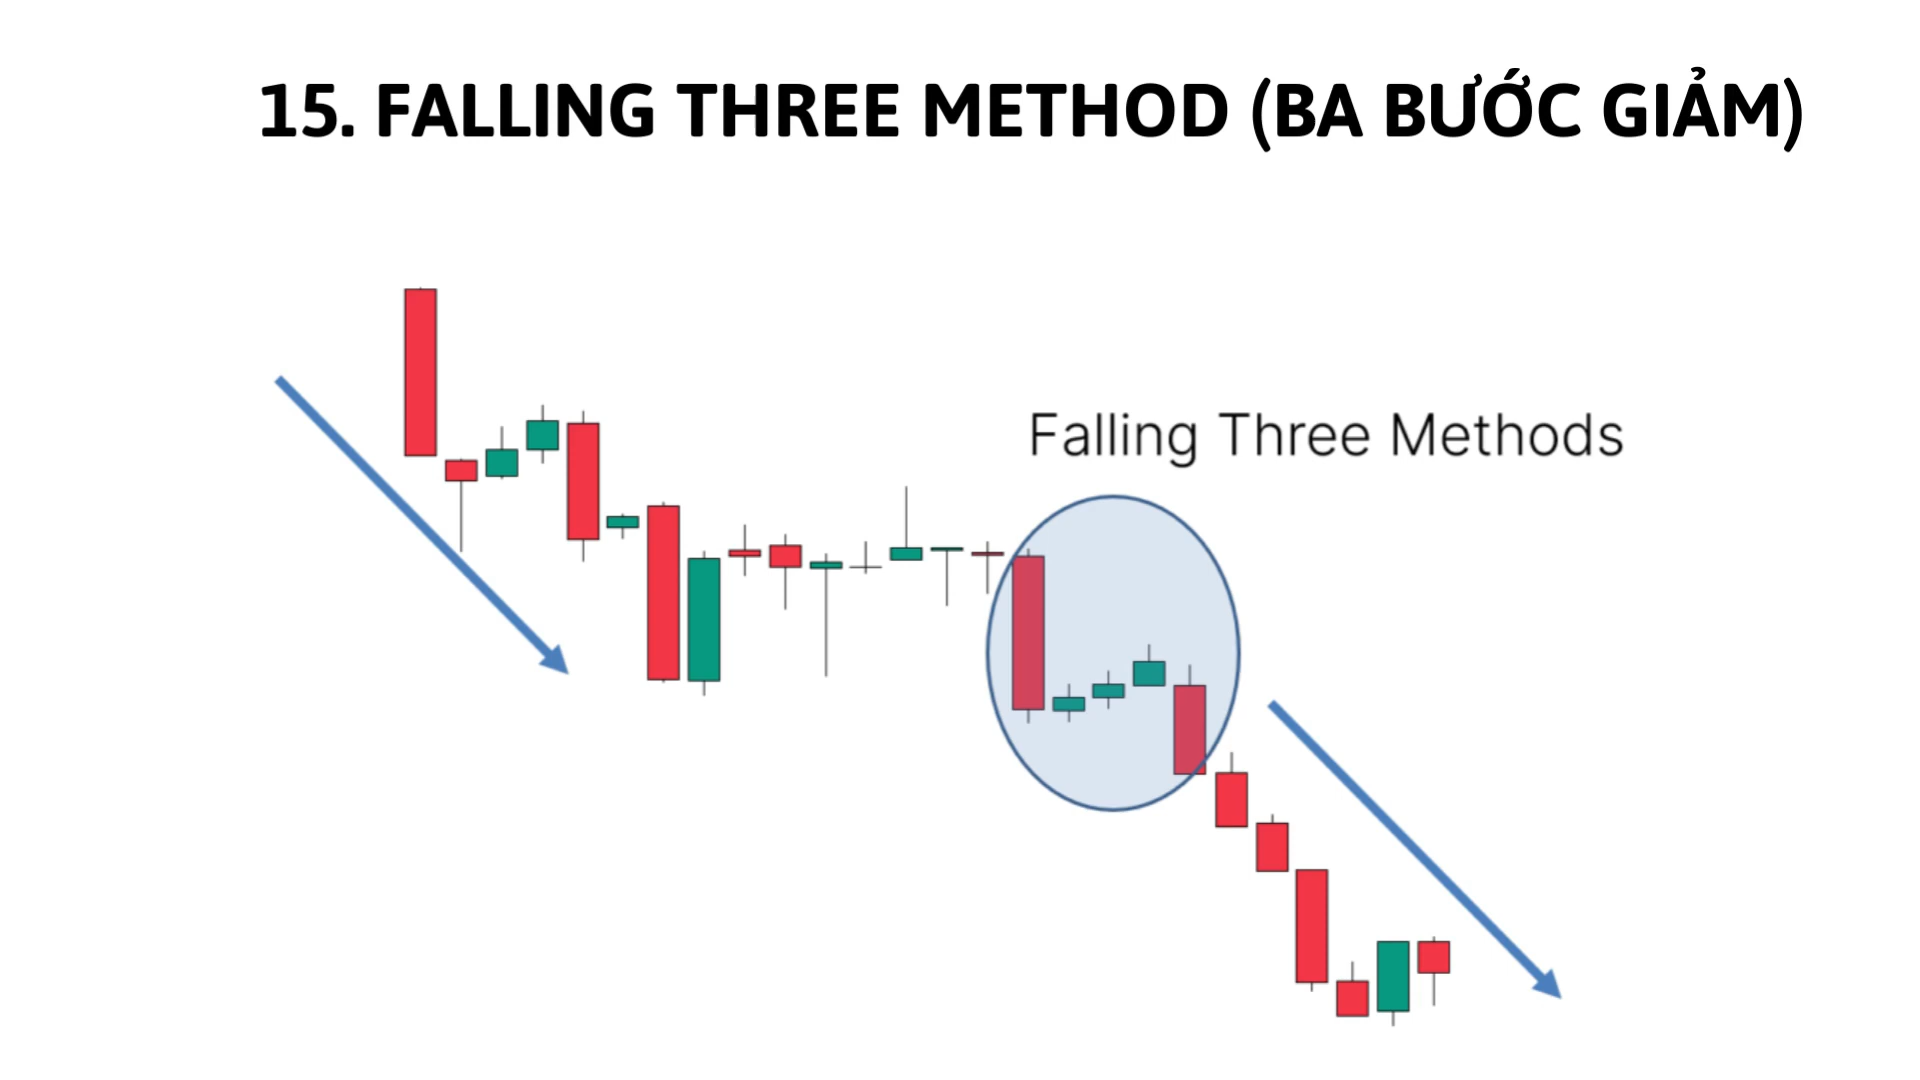 15. FALLING THREE METHOD (BA BƯỚC GIẢM)
Falling Three Methods